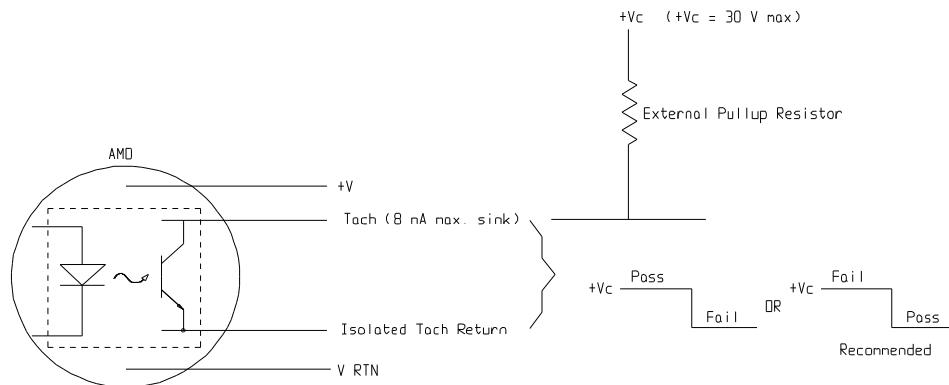 +Vc (+Vc = 30 V max)
External Pullup Resistor
AMD
+V
Tach (8 mA max. sink)
Isolated Tach Return
V RTN
+Vc Pass Fail OR +Vc Fail Pass
Recommended